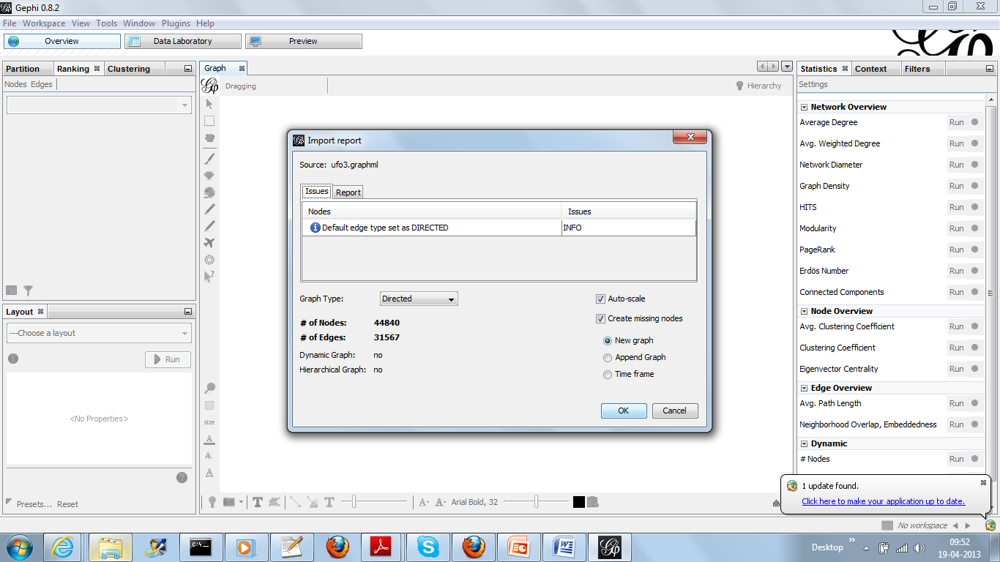 Gephi 0.8.2
File Workspace View Tools Window Plugins Help
Overview Data Laboratory Preview
Partition Ranking Clustering
Nodes Edges
Graph
Dragging
Hierarchy
Statistics Context Filters
Settings
Network Overview
Average Degree Run
Avg. Weighted Degree Run
Network Diameter Run
Graph Density Run
HITS Run
Modularity Run
PageRank Run
Erdös Number Run
Connected Components Run
Node Overview
Avg. Clustering Coefficient Run
Clustering Coefficient Run
Eigenvector Centrality Run
Edge Overview
Avg. Path Length Run
Neighborhood Overlap, Embeddedness Run
Dynamic
# Nodes Run
Import report
Source: ufo3.graphml
Issues Report
Nodes Issues
Default edge type set as DIRECTED INFO
Graph Type: Directed
# of Nodes: 44840
# of Edges: 31567
Dynamic Graph: no
Hierarchical Graph: no
Auto-scale
Create missing nodes
New graph
Append Graph
Time frame
OK Cancel
Layout
---Choose a layout
Run
<No Properties>
Presets... Reset
size
A
A
A
T T A- A- Arial Bold, 32
1 update found.
Click here to make your application up to date.
No workspace
Desktop »
09:52
19-04-2013